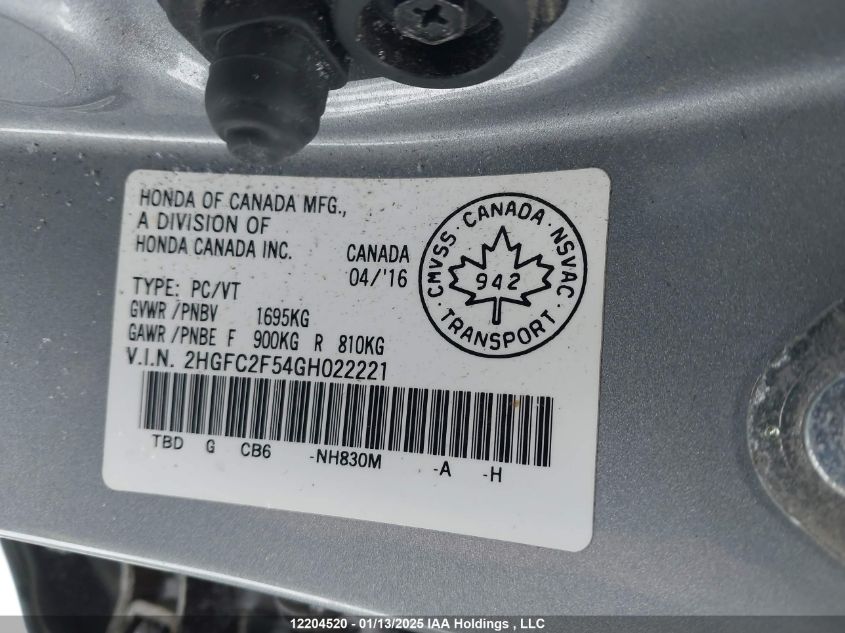 HONDA OF CANADA MFG.,
A DIVISION OF
HONDA CANADA INC.
CANADA
04/'16
TYPE: PC/VT
GVWR /PNBV 1695KG
GAWR /PNBE F 900KG R 810KG
V.I.N. 2HGFC2F54GH022221
TBD G CB6 -NH830M -A -H
CMVSS · CANADA · NSVAC
942
· TRANSPORT ·
12204520 - 01/13/2025 IAA Holdings , LLC